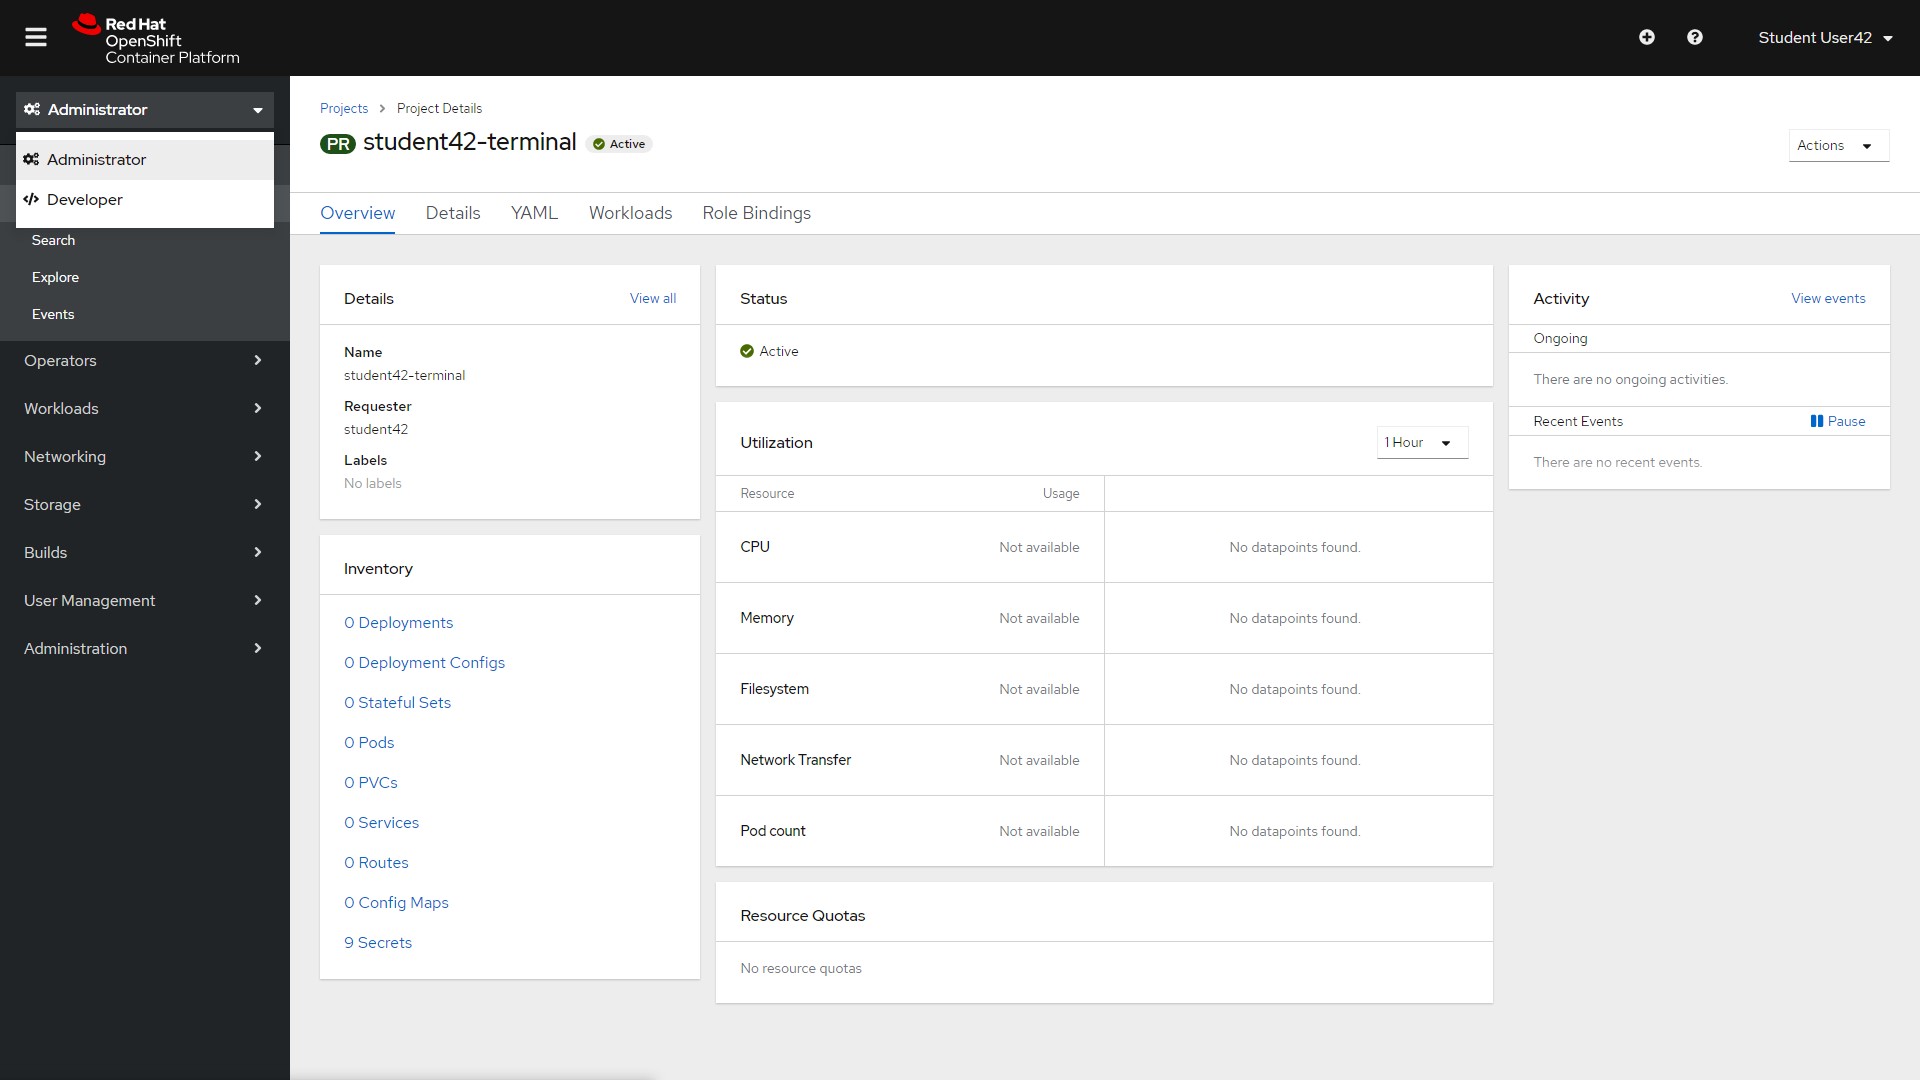 Red Hat
OpenShift
Container Platform
Student User42
Administrator
Administrator
Developer
Search
Explore
Events
Operators
Workloads
Networking
Storage
Builds
User Management
Administration
Projects Project Details
PR student42-terminal Active
Actions
Overview Details YAML Workloads Role Bindings
Details View all
Name
student42-terminal
Requester
student42
Labels
No labels
Inventory
0 Deployments
0 Deployment Configs
0 Stateful Sets
0 Pods
0 PVCs
0 Services
0 Routes
0 Config Maps
9 Secrets
Status
Active
Utilization 1 Hour
Resource Usage
CPU Not available No datapoints found.
Memory Not available No datapoints found.
Filesystem Not available No datapoints found.
Network Transfer Not available No datapoints found.
Pod count Not available No datapoints found.
Resource Quotas
No resource quotas
Activity View events
Ongoing
There are no ongoing activities.
Recent Events Pause
There are no recent events.